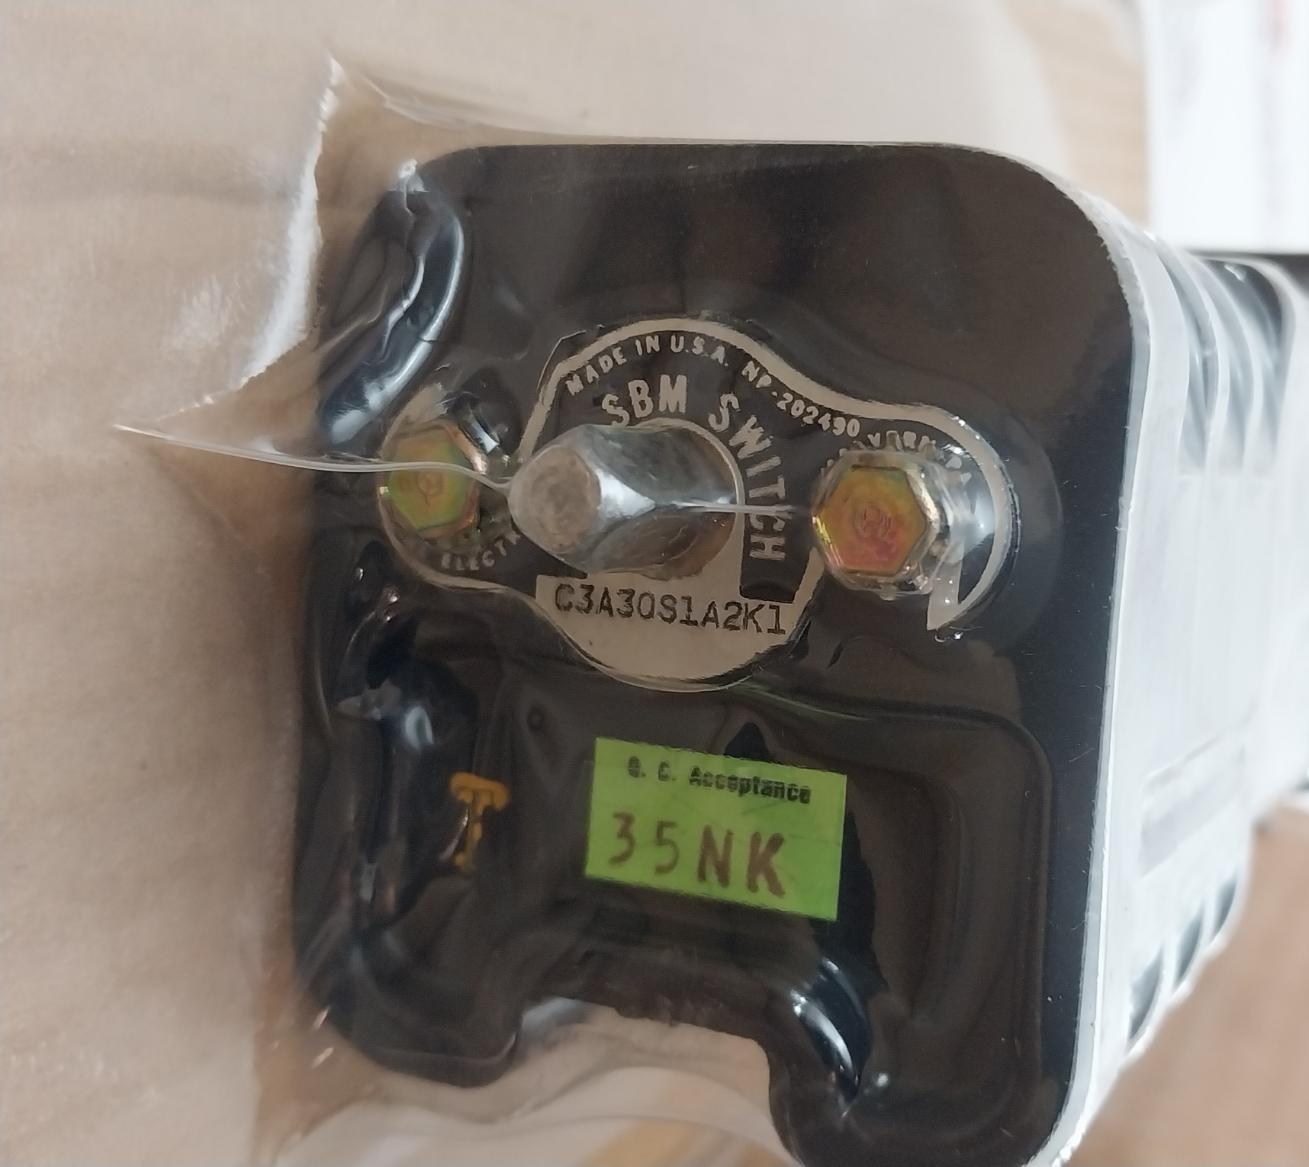 MADE IN U.S.A. NP-202490
SBM SWITCH
C3A30S1A2K1
Q. C. Acceptance
35NK
T